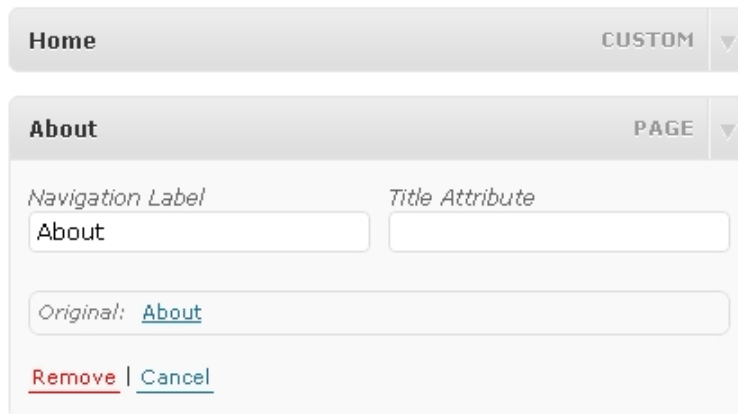 Home CUSTOM
About PAGE
Navigation Label Title Attribute
About
Original: About
Remove | Cancel